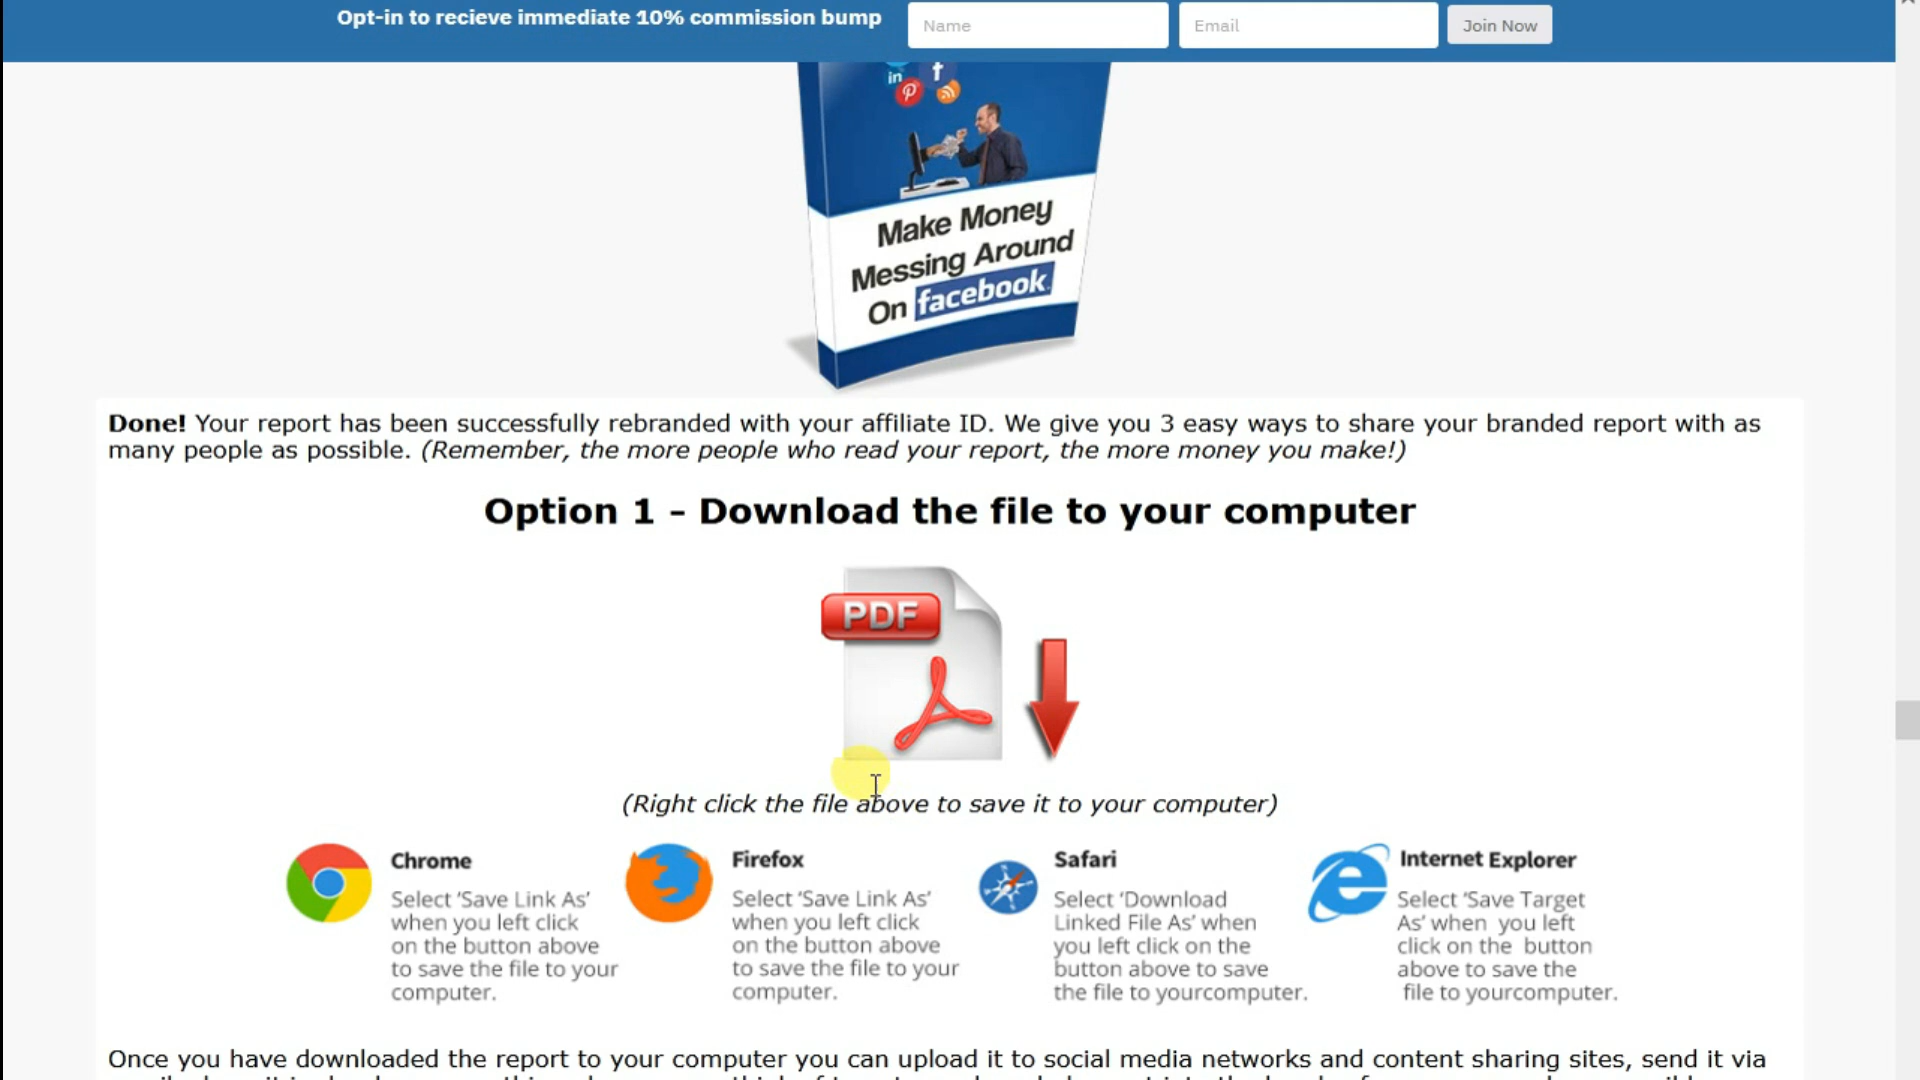 Opt-in to recieve immediate 10% commission bump
Name
Email
Join Now
in
f
Make Money
Messing Around
On facebook
Done! Your report has been successfully rebranded with your affiliate ID. We give you 3 easy ways to share your branded report with as
many people as possible. (Remember, the more people who read your report, the more money you make!)
Option 1 - Download the file to your computer
PDF
(Right click the file above to save it to your computer)
Chrome
Select ‘Save Link As’
when you left click
on the button above
to save the file to your
computer.
Firefox
Select ‘Save Link As’
when you left click
on the button above
to save the file to your
computer.
Safari
Select ‘Download
Linked File As’ when
you left click on the
button above to save
the file to yourcomputer.
Internet Explorer
Select ‘Save Target
As’ when you left
click on the button
above to save the
file to yourcomputer.
Once you have downloaded the report to your computer you can upload it to social media networks and content sharing sites, send it via